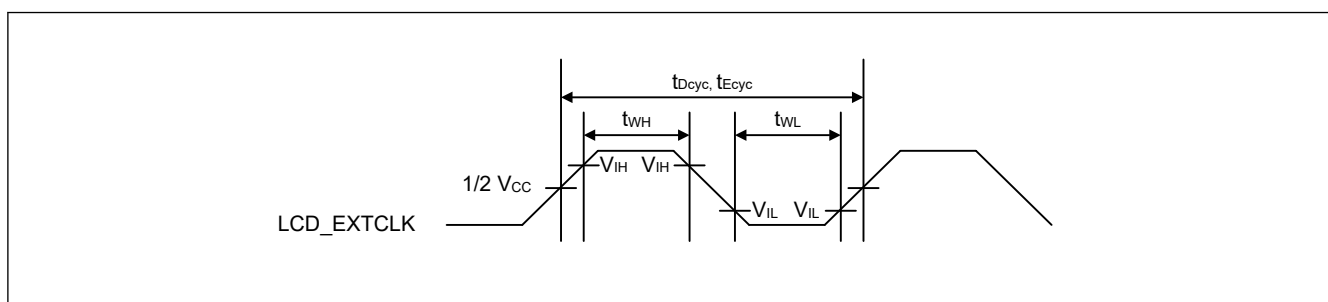 tDcyc, tEcyc
tWH
tWL
VIH
VIH
1/2 VCC
VIL
VIL
LCD_EXTCLK